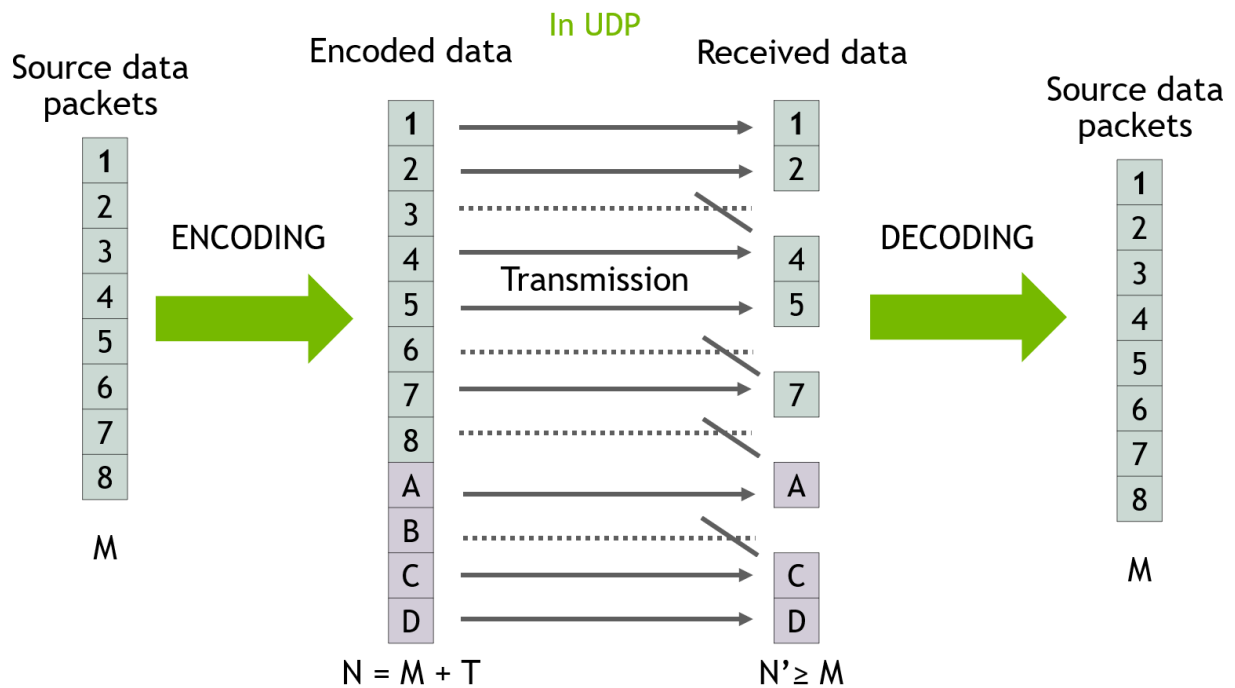 In UDP
Source data
packets
1
2
3
4
5
6
7
8
M
ENCODING
Encoded data
1
2
3
4
5
6
7
8
A
B
C
D
N = M + T
Transmission
Received data
1
2
4
5
7
A
C
D
N’ ≥ M
DECODING
Source data
packets
1
2
3
4
5
6
7
8
M